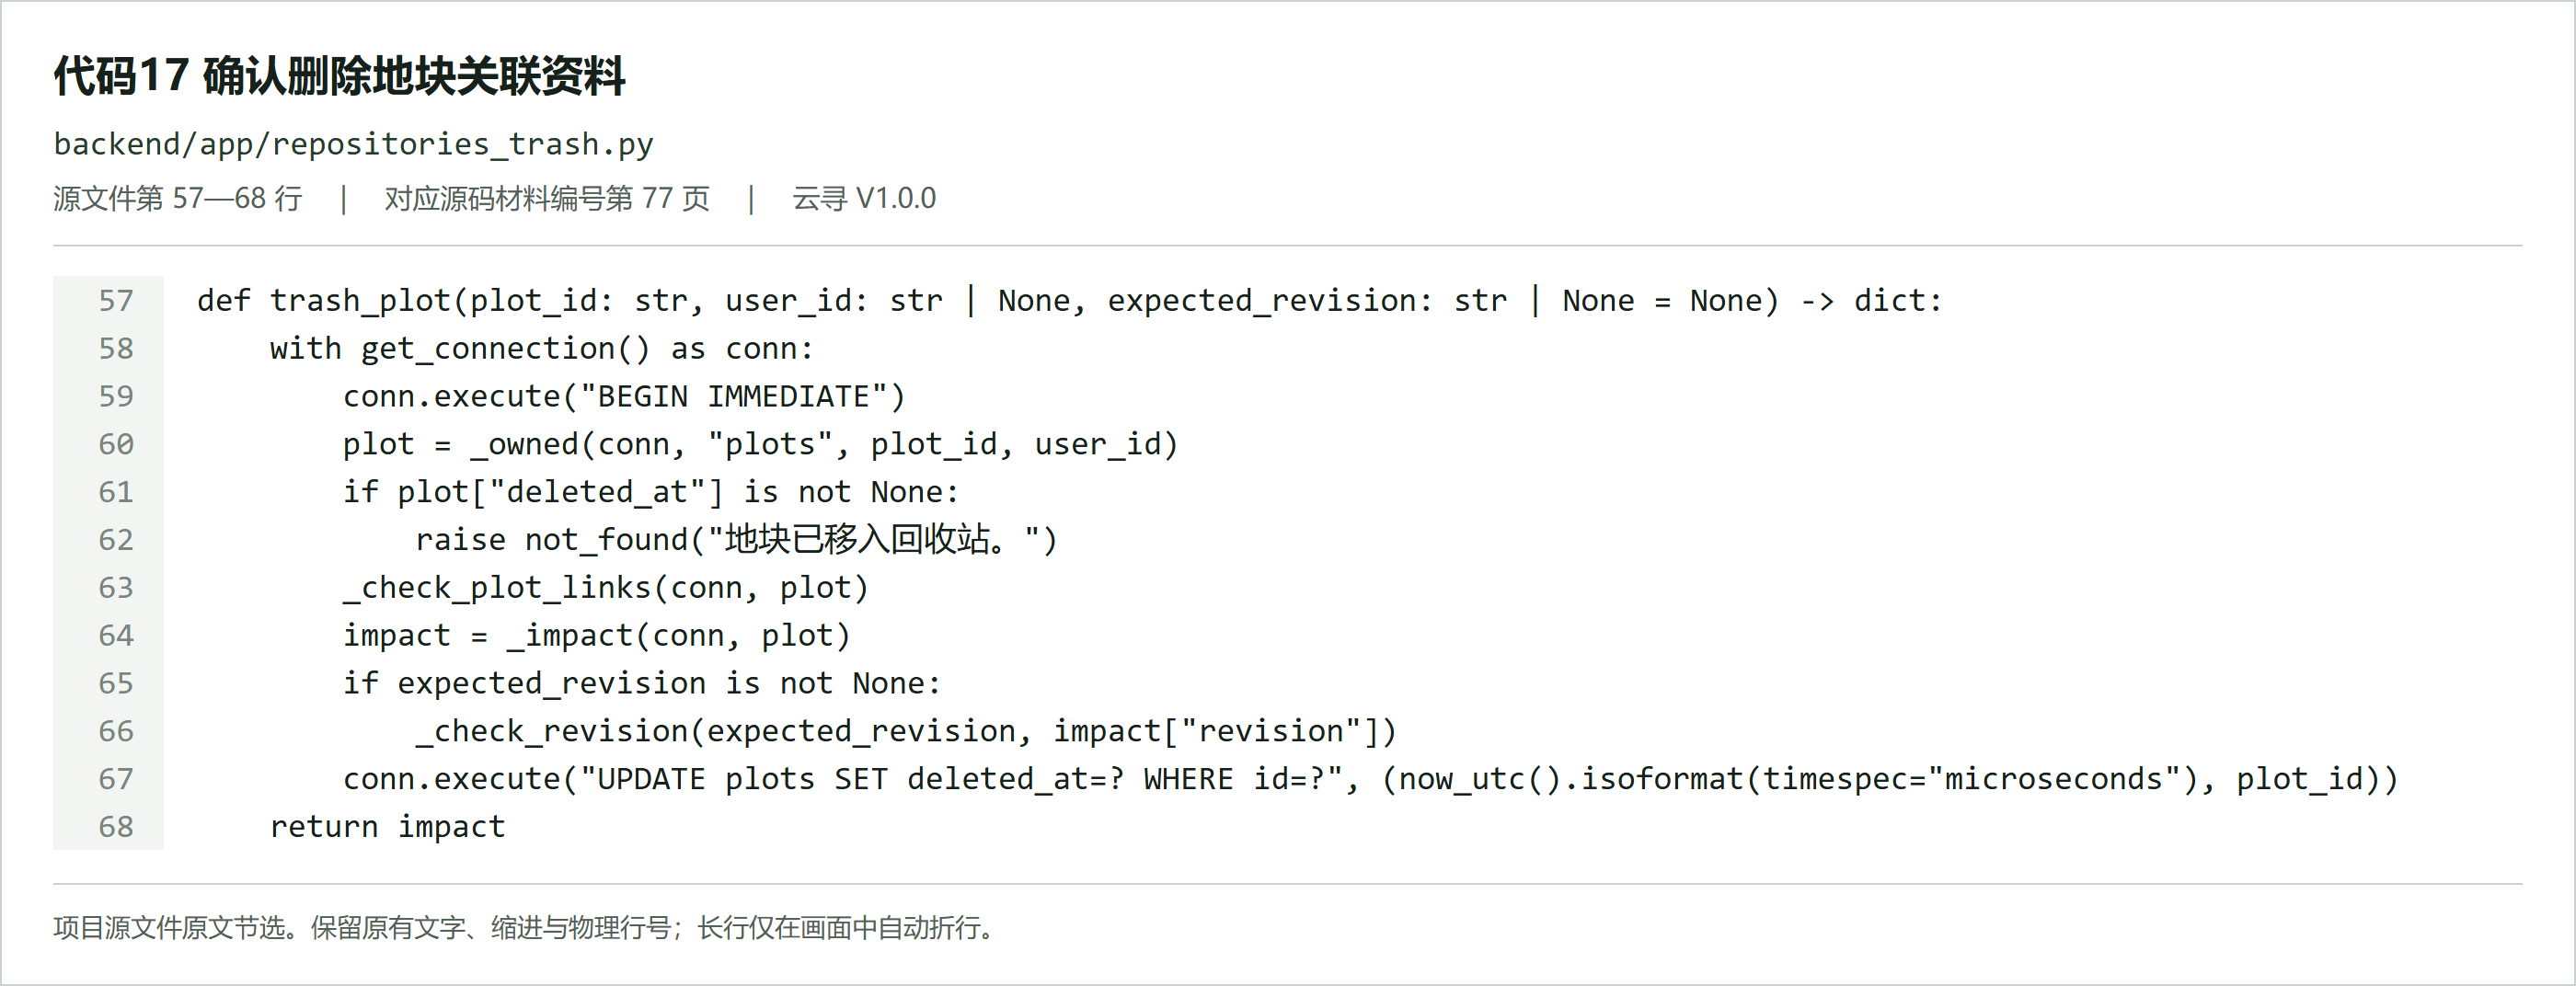 代码17 确认删除地块关联资料
backend/app/repositories_trash.py
源文件第 57—68 行 | 对应源码材料编号第 77 页 | 云寻 V1.0.0
57 def trash_plot(plot_id: str, user_id: str | None, expected_revision: str | None = None) -> dict:
58     with get_connection() as conn:
59         conn.execute("BEGIN IMMEDIATE")
60         plot = _owned(conn, "plots", plot_id, user_id)
61         if plot["deleted_at"] is not None:
62             raise not_found("地块已移入回收站。")
63         _check_plot_links(conn, plot)
64         impact = _impact(conn, plot)
65         if expected_revision is not None:
66             _check_revision(expected_revision, impact["revision"])
67         conn.execute("UPDATE plots SET deleted_at=? WHERE id=?", (now_utc().isoformat(timespec="microseconds"), plot_id))
68     return impact
项目源文件原文节选。保留原有文字、缩进与物理行号；长行仅在画面中自动折行。